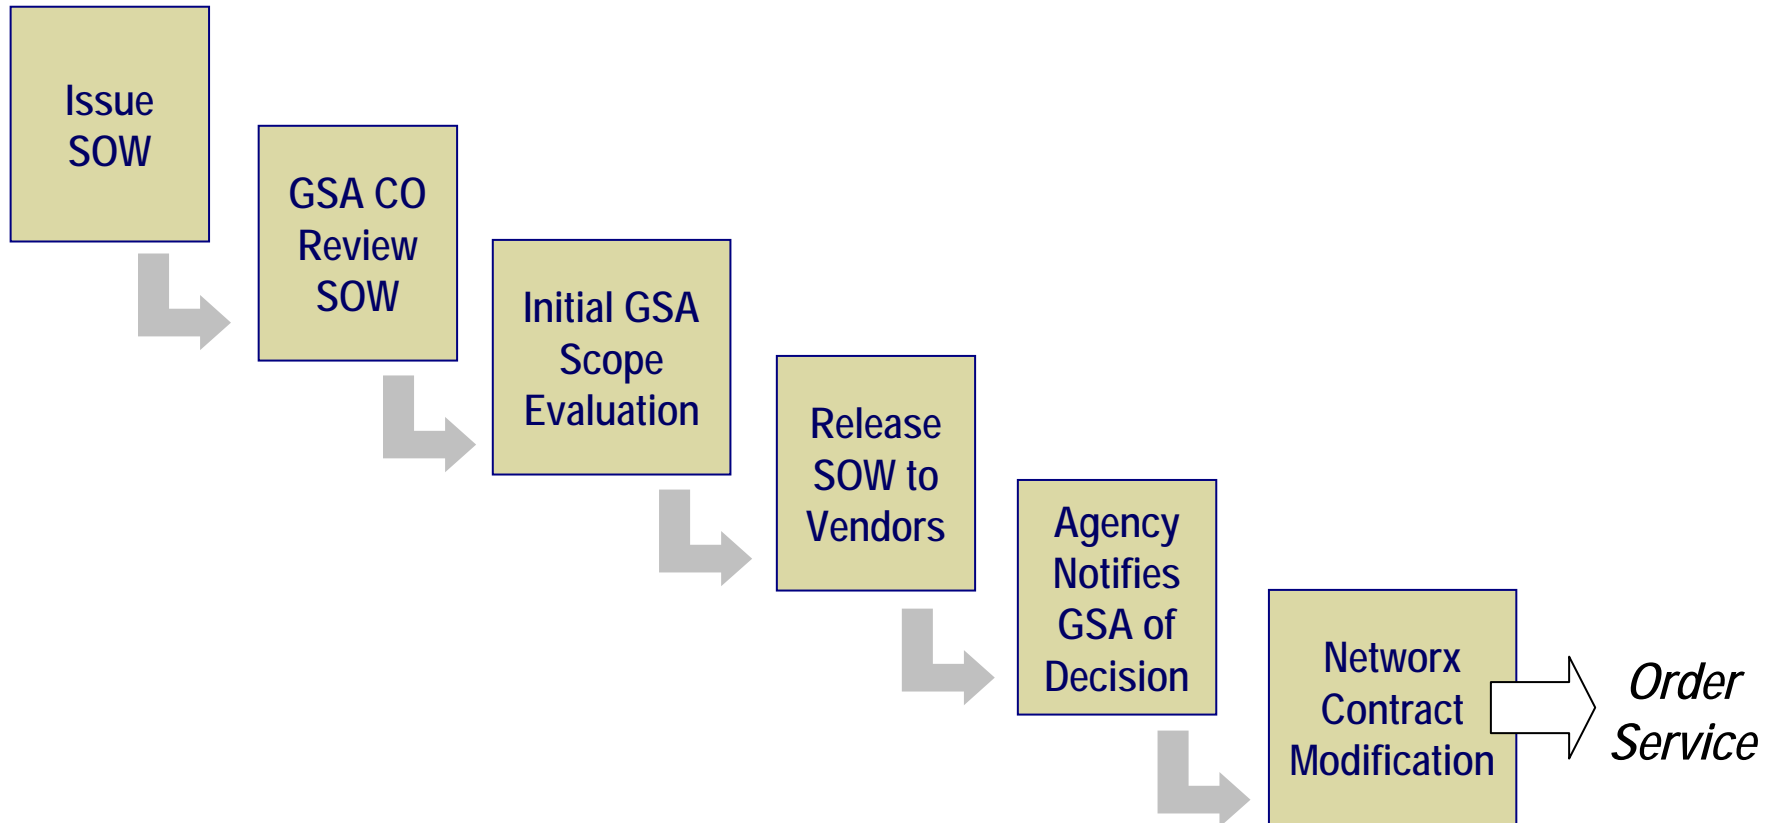 Issue
SOW
GSA CO
Review
SOW
Initial GSA
Scope
Evaluation
Release
SOW to
Vendors
Agency
Notifies
GSA of
Decision
Networx
Contract
Modification
Order
Service